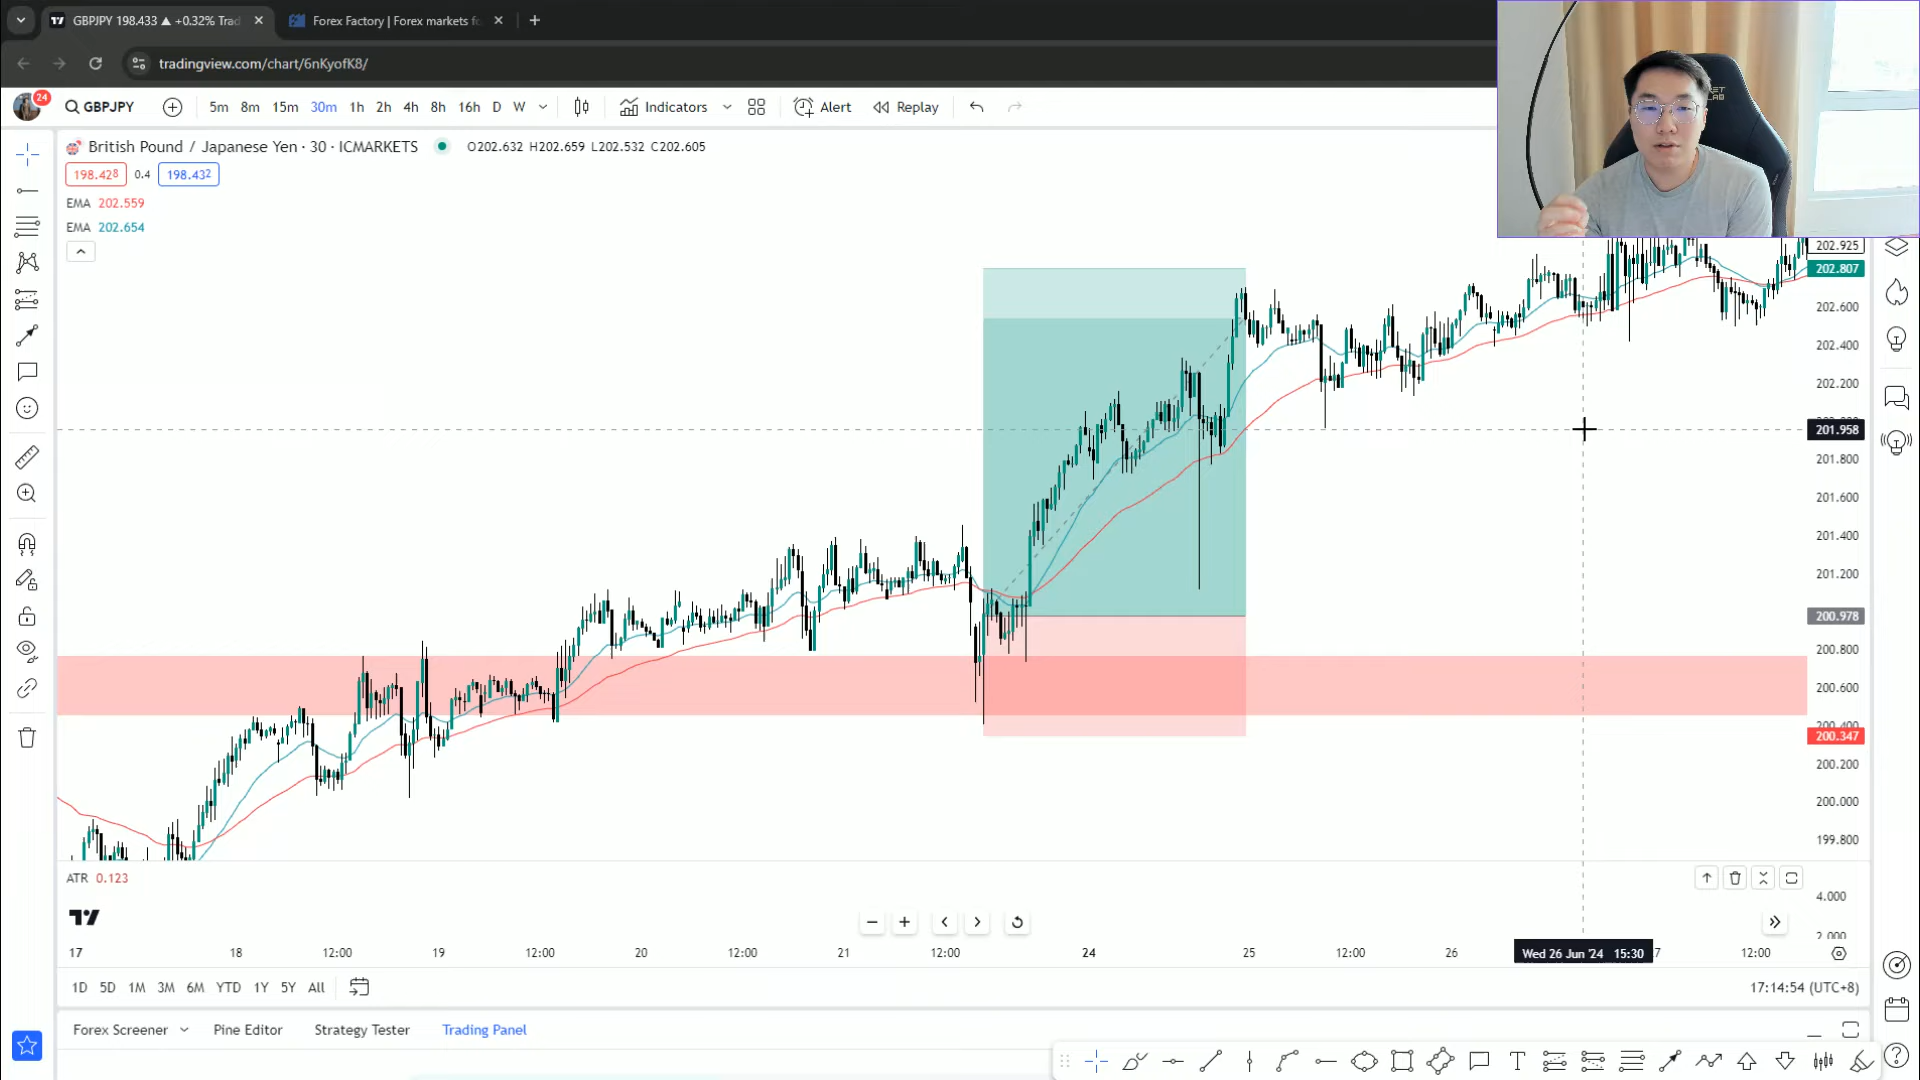 GBPJPY 198.433 ▲ +0.32% Trad
Forex Factory | Forex markets fo
tradingview.com/chart/6nKyofK8/
24
GBPJPY
5m 8m 15m 30m 1h 2h 4h 8h 16h D W
Indicators
Alert
Replay
British Pound / Japanese Yen · 30 · ICMARKETS
O202.632 H202.659 L202.532 C202.605
198.428 0.4 198.432
EMA 202.559
EMA 202.654
202.925
202.807
202.600
202.400
202.200
201.958
201.800
201.600
201.400
201.200
200.978
200.800
200.600
200.400
200.347
200.200
200.000
199.800
ATR 0.123
4.000
2.000
17 18 12:00 19 12:00 20 12:00 21 12:00 24 25 12:00 26 Wed 26 Jun '24 15:30 7 12:00
1D 5D 1M 3M 6M YTD 1Y 5Y All
17:14:54 (UTC+8)
Forex Screener Pine Editor Strategy Tester Trading Panel